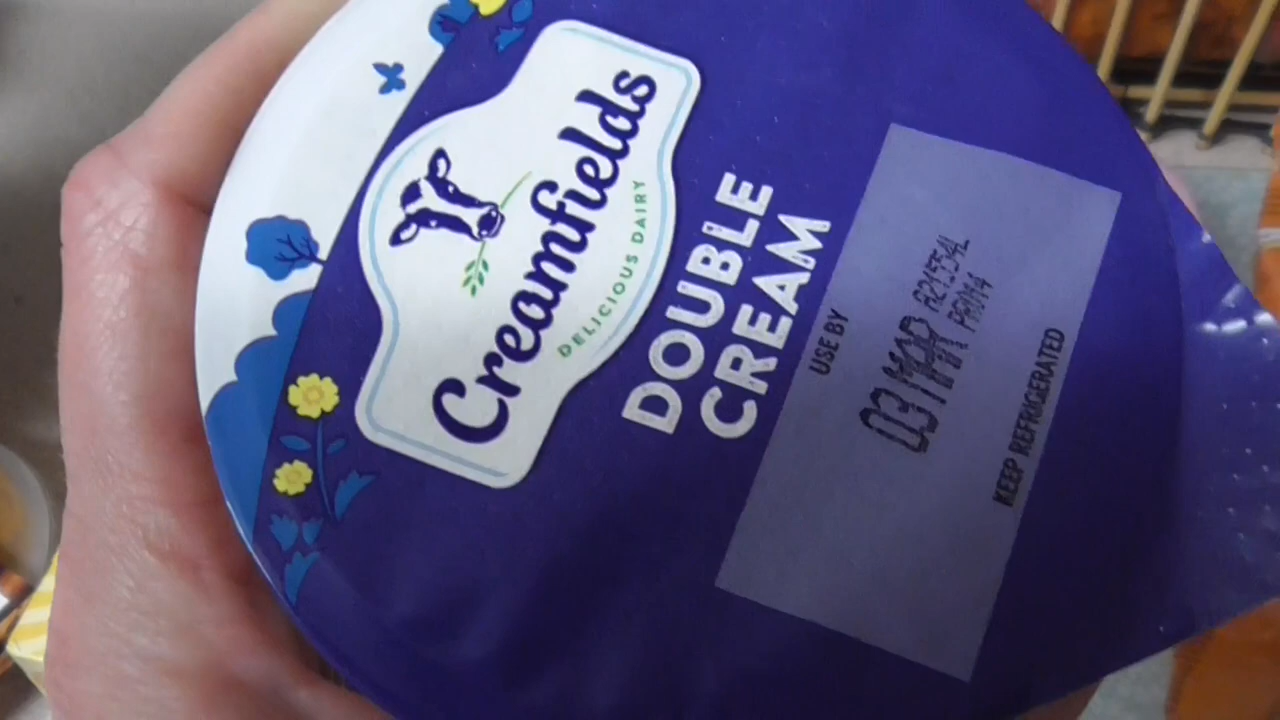 Creamfields
DELICIOUS DAIRY
DOUBLE
CREAM
USE BY
03 MAR
KEEP REFRIGERATED